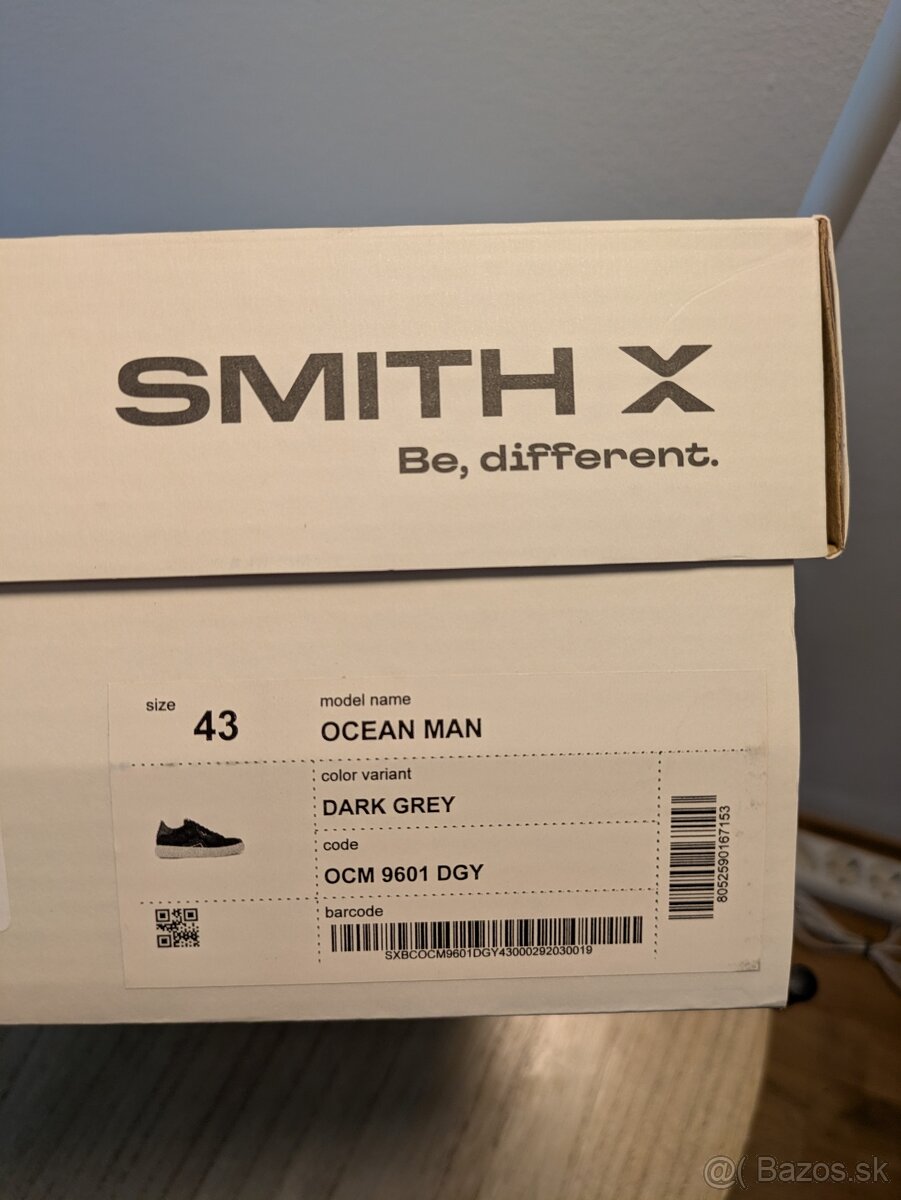 SMITH X
Be, different.
size
43
model name
OCEAN MAN
color variant
DARK GREY
code
OCM 9601 DGY
barcode
SXBCOCM9601DGY43000292030019
8052590167153
@( Bazos.sk